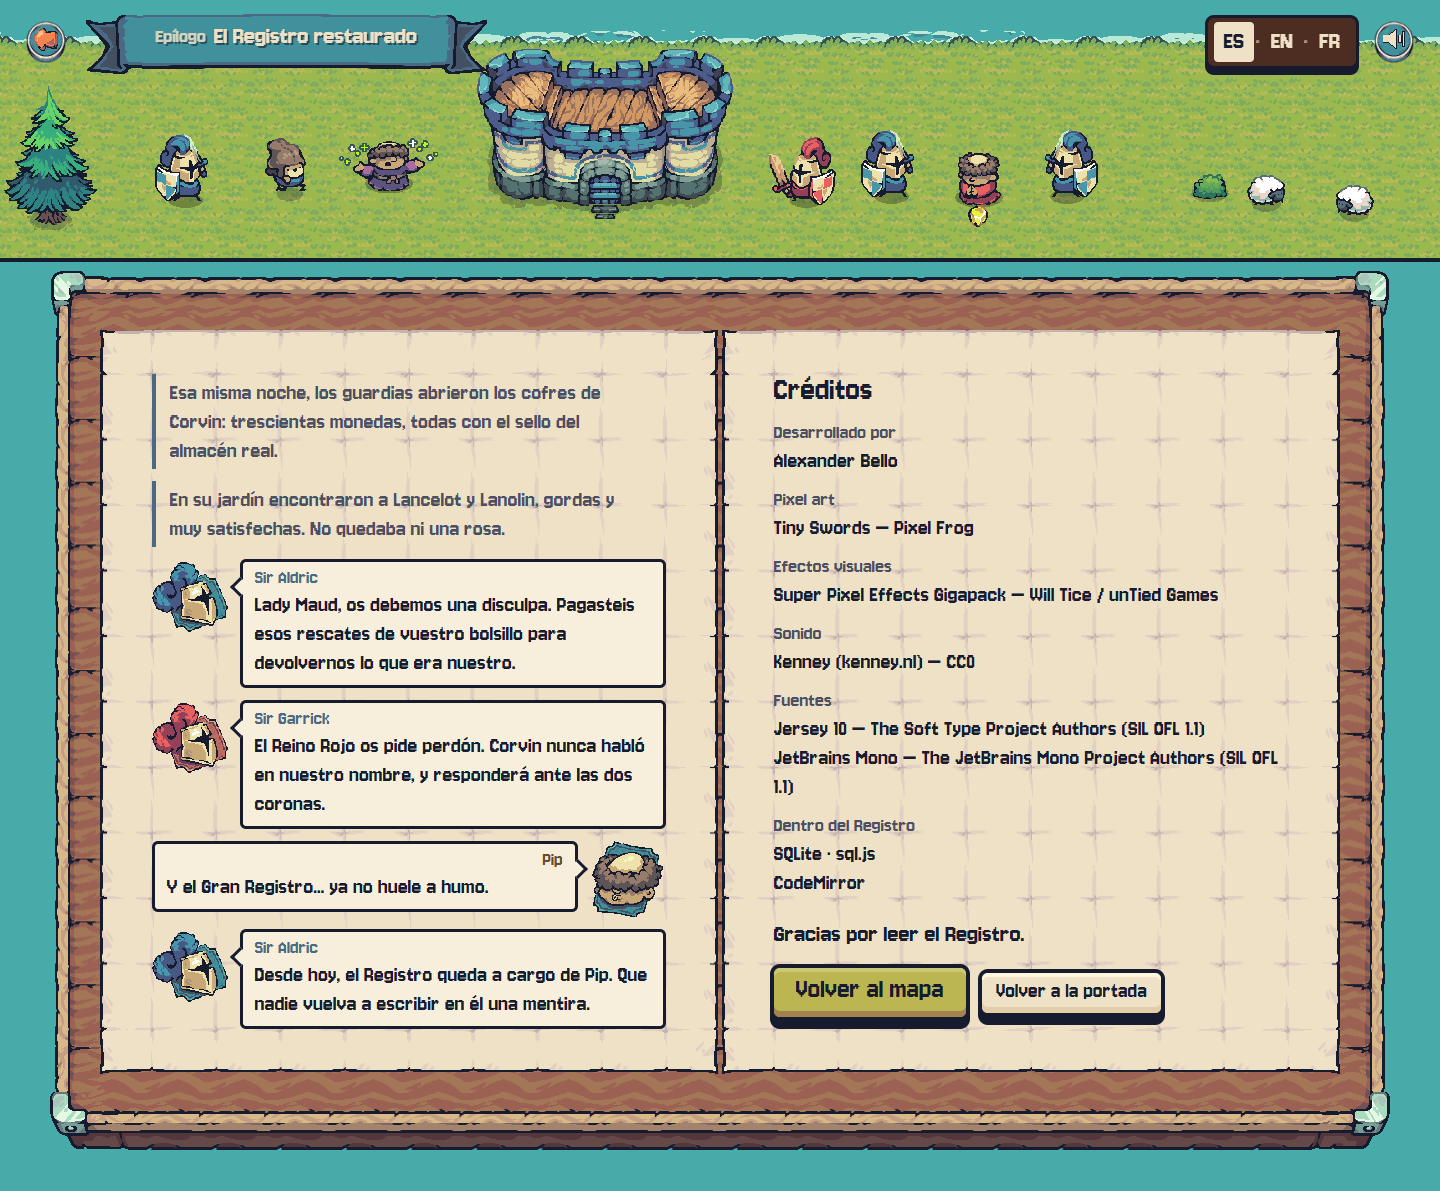 Epílogo El Registro restaurado
ES · EN · FR
Esa misma noche, los guardias abrieron los cofres de
Corvin: trescientas monedas, todas con el sello del
almacén real.
En su jardín encontraron a Lancelot y Lanolin, gordas y
muy satisfechas. No quedaba ni una rosa.
Sir Aldric
Lady Maud, os debemos una disculpa. Pagasteis
esos rescates de vuestro bolsillo para
devolvernos lo que era nuestro.
Sir Garrick
El Reino Rojo os pide perdón. Corvin nunca habló
en nuestro nombre, y responderá ante las dos
coronas.
Pip
Y el Gran Registro... ya no huele a humo.
Sir Aldric
Desde hoy, el Registro queda a cargo de Pip. Que
nadie vuelva a escribir en él una mentira.
Créditos
Desarrollado por
Alexander Bello
Pixel art
Tiny Swords — Pixel Frog
Efectos visuales
Super Pixel Effects Gigapack — Will Tice / unTied Games
Sonido
Kenney (kenney.nl) — CC0
Fuentes
Jersey 10 — The Soft Type Project Authors (SIL OFL 1.1)
JetBrains Mono — The JetBrains Mono Project Authors (SIL OFL
1.1)
Dentro del Registro
SQLite · sql.js
CodeMirror
Gracias por leer el Registro.
Volver al mapa
Volver a la portada